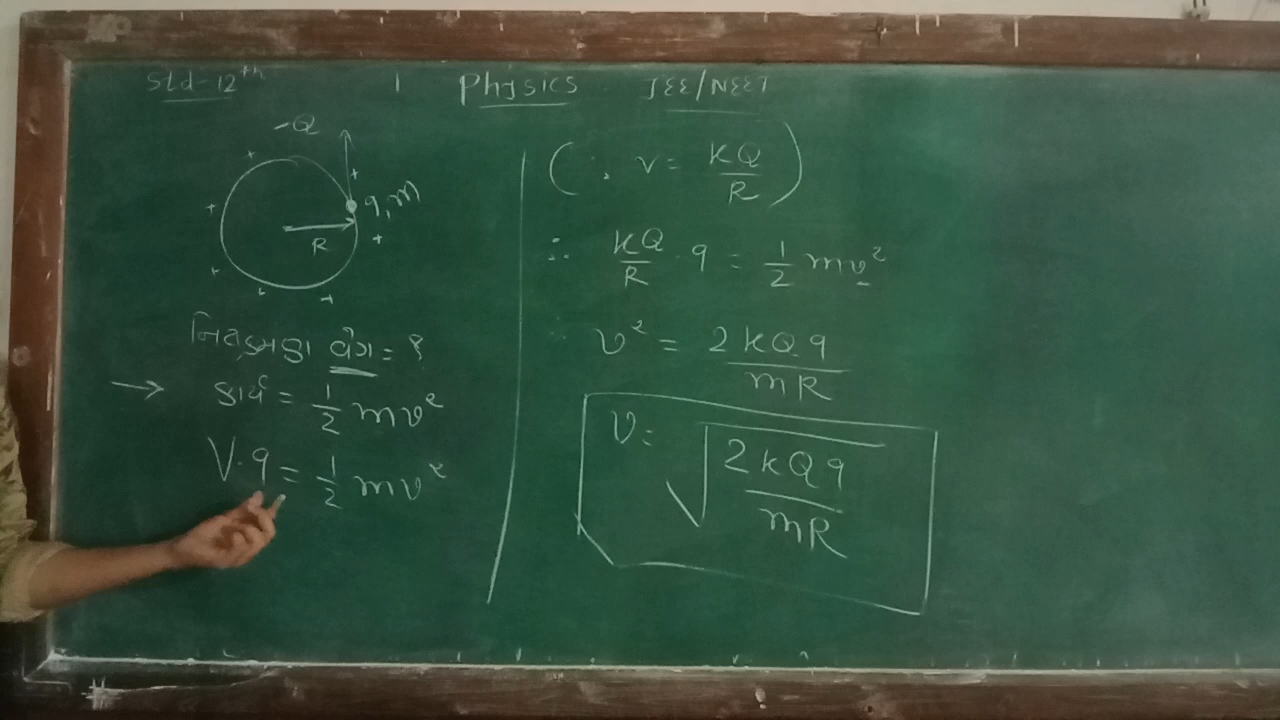 Std-12th 1 Physics JEE/NEET
-Q
q, m
R
નિષ્ક્રમણ વેગ = ?
→ કાર્ય = 1/2 mv²
V·q = 1/2 mv²
(∵ V = KQ/R)
∴ KQ/R · q = 1/2 mv²
∴ v² = 2KQq/mR
v = √(2KQq/mR)